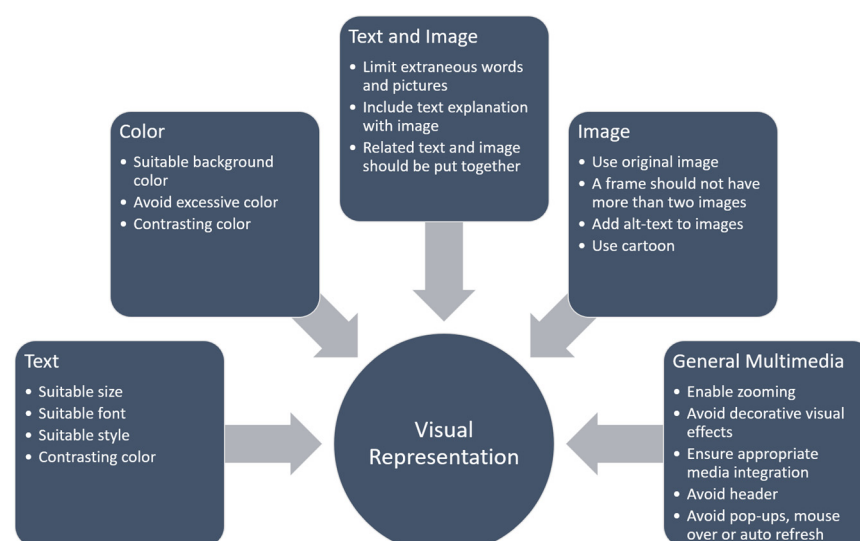 Text and Image
• Limit extraneous words
and pictures
• Include text explanation
with image
• Related text and image
should be put together
Color
• Suitable background
color
• Avoid excessive color
• Contrasting color
Image
• Use original image
• A frame should not have
more than two images
• Add alt-text to images
• Use cartoon
Text
• Suitable size
• Suitable font
• Suitable style
• Contrasting color
Visual
Representation
General Multimedia
• Enable zooming
• Avoid decorative visual
effects
• Ensure appropriate
media integration
• Avoid header
• Avoid pop-ups, mouse
over or auto refresh